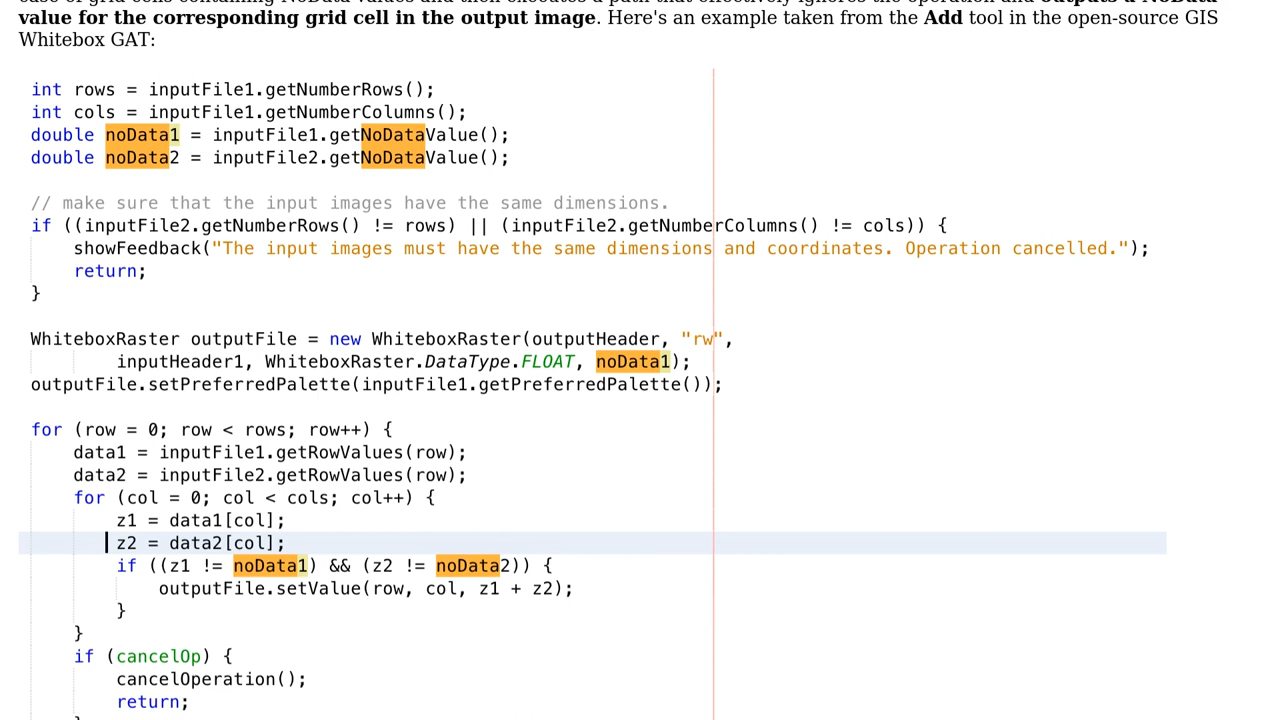 value for the corresponding grid cell in the output image. Here's an example taken from the Add tool in the open-source GIS
Whitebox GAT:
int rows = inputFile1.getNumberRows();
int cols = inputFile1.getNumberColumns();
double noData1 = inputFile1.getNoDataValue();
double noData2 = inputFile2.getNoDataValue();
// make sure that the input images have the same dimensions.
if ((inputFile2.getNumberRows() != rows) || (inputFile2.getNumberColumns() != cols)) {
showFeedback("The input images must have the same dimensions and coordinates. Operation cancelled.");
return;
}
WhiteboxRaster outputFile = new WhiteboxRaster(outputHeader, "rw",
inputHeader1, WhiteboxRaster.DataType.FLOAT, noData1);
outputFile.setPreferredPalette(inputFile1.getPreferredPalette());
for (row = 0; row < rows; row++) {
data1 = inputFile1.getRowValues(row);
data2 = inputFile2.getRowValues(row);
for (col = 0; col < cols; col++) {
z1 = data1[col];
z2 = data2[col];
if ((z1 != noData1) && (z2 != noData2)) {
outputFile.setValue(row, col, z1 + z2);
}
}
if (cancelOp) {
cancelOperation();
return;